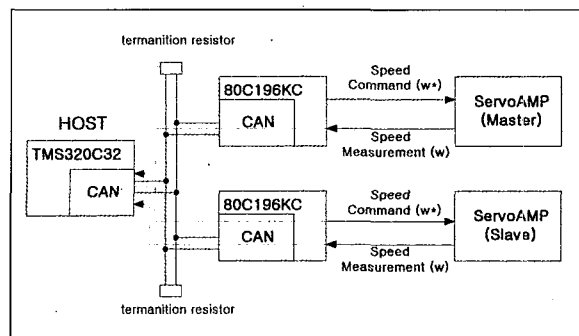 termanition resistor
HOST
TMS320C32
CAN
80C196KC
CAN
Speed
Command (w*)
Speed
Measurement (w)
ServoAMP
(Master)
80C196KC
CAN
Speed
Command (w*)
Speed
Measurement (w)
ServoAMP
(Slave)
termanition resistor